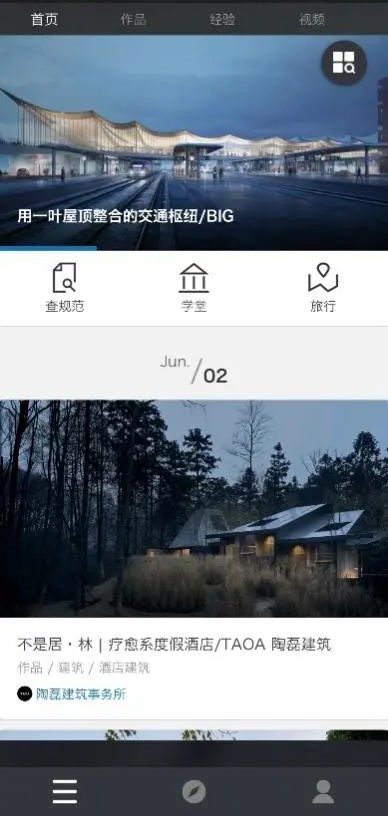 首页 作品 经验 视频
用一叶屋顶整合的交通枢纽/BIG
查规范 学堂 旅行
Jun./02
不是居·林 | 疗愈系度假酒店/TAOA 陶磊建筑
作品 / 建筑 / 酒店建筑
陶磊建筑事务所